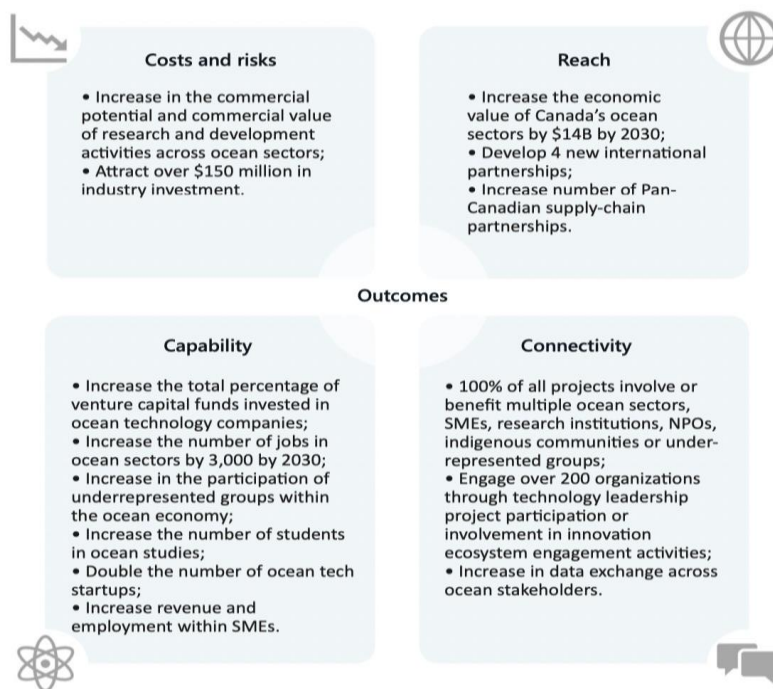 Costs and risks
• Increase in the commercial
potential and commercial value
of research and development
activities across ocean sectors;
• Attract over $150 million in
industry investment.
Reach
• Increase the economic
value of Canada's ocean
sectors by $14B by 2030;
• Develop 4 new international
partnerships;
• Increase number of Pan-
Canadian supply-chain
partnerships.
Outcomes
Capability
• Increase the total percentage of
venture capital funds invested in
ocean technology companies;
• Increase the number of jobs in
ocean sectors by 3,000 by 2030;
• Increase in the participation of
underrepresented groups within
the ocean economy;
• Increase the number of students
in ocean studies;
• Double the number of ocean tech
startups;
• Increase revenue and
employment within SMEs.
Connectivity
• 100% of all projects involve or
benefit multiple ocean sectors,
SMEs, research institutions, NPOs,
indigenous communities or under-
represented groups;
• Engage over 200 organizations
through technology leadership
project participation or
involvement in innovation
ecosystem engagement activities;
• Increase in data exchange across
ocean stakeholders.